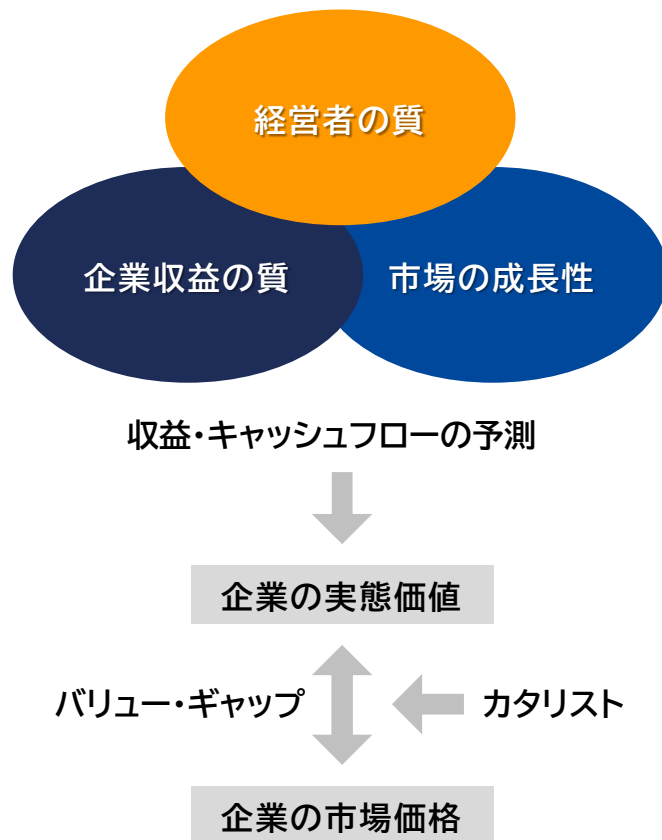 経営者の質
企業収益の質
市場の成長性
収益・キャッシュフローの予測
企業の実態価値
バリュー・ギャップ
カタリスト
企業の市場価格